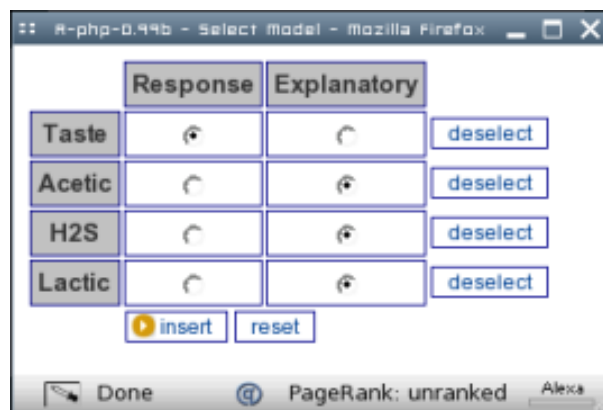 R-php-0.99b - Select Model - Mozilla Firefox
Response Explanatory
Taste deselect
Acetic deselect
H2S deselect
Lactic deselect
insert reset
Done @ PageRank: unranked Alexa